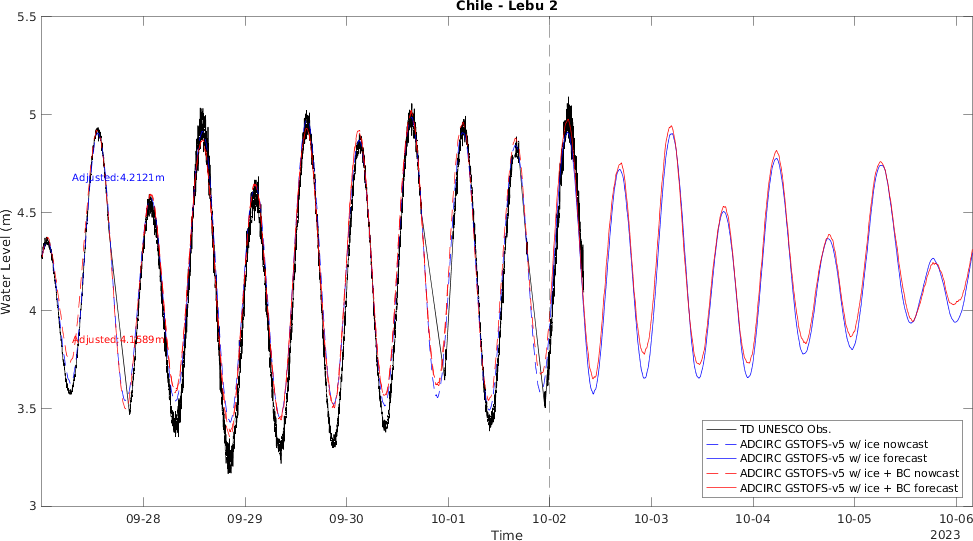 Chile - Lebu 2
5.5
5
4.5
4
3.5
3
Water Level (m)
Adjusted:4.2121m
Adjusted:4.1589m
TD UNESCO Obs.
ADCIRC GSTOFS-v5 w/ ice nowcast
ADCIRC GSTOFS-v5 w/ ice forecast
ADCIRC GSTOFS-v5 w/ ice + BC nowcast
ADCIRC GSTOFS-v5 w/ ice + BC forecast
09-28 09-29 09-30 10-01 10-02 10-03 10-04 10-05 10-06
Time
2023